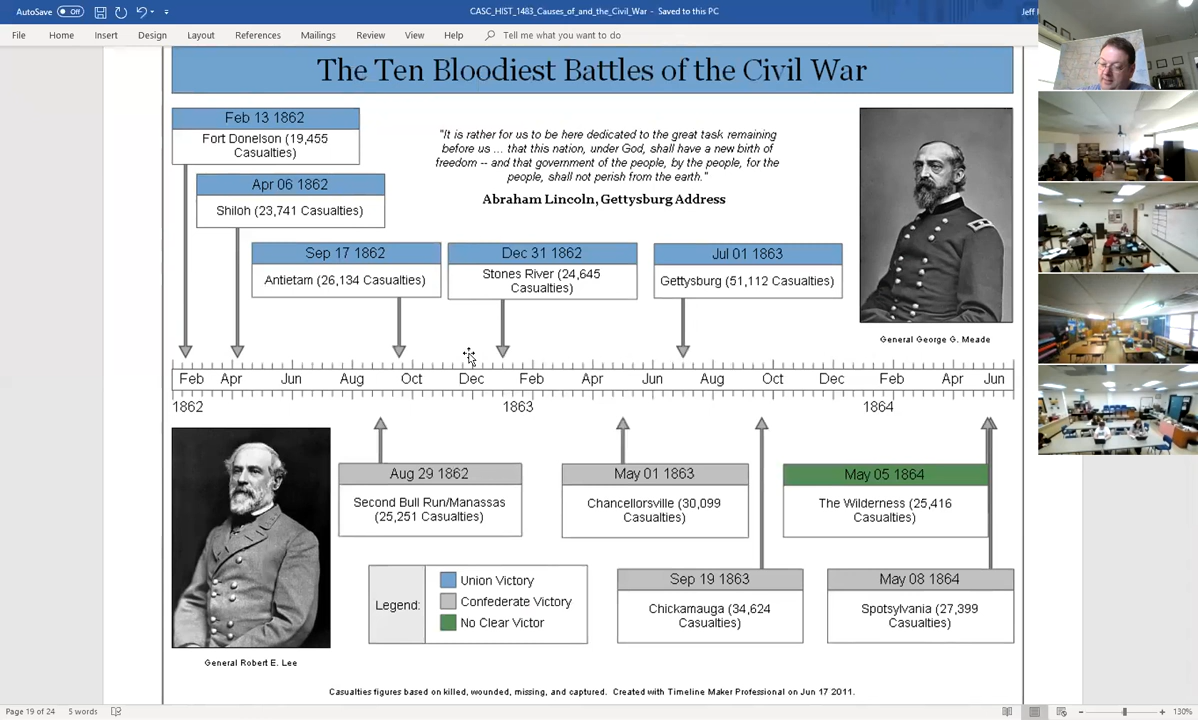 AutoSave Off
CASC_HIST_1483_Causes_of_and_the_Civil_War - Saved to this PC
Jeff
File Home Insert Design Layout References Mailings Review View Help Tell me what you want to do
The Ten Bloodiest Battles of the Civil War
Feb 13 1862
Fort Donelson (19,455
Casualties)
Apr 06 1862
Shiloh (23,741 Casualties)
"It is rather for us to be here dedicated to the great task remaining
before us ... that this nation, under God, shall have a new birth of
freedom -- and that government of the people, by the people, for the
people, shall not perish from the earth."
Abraham Lincoln, Gettysburg Address
Sep 17 1862
Antietam (26,134 Casualties)
Dec 31 1862
Stones River (24,645
Casualties)
Jul 01 1863
Gettysburg (51,112 Casualties)
General George G. Meade
Feb Apr Jun Aug Oct Dec Feb Apr Jun Aug Oct Dec Feb Apr Jun
1862 1863 1864
Aug 29 1862
Second Bull Run/Manassas
(25,251 Casualties)
May 01 1863
Chancellorsville (30,099
Casualties)
May 05 1864
The Wilderness (25,416
Casualties)
Sep 19 1863
Chickamauga (34,624
Casualties)
May 08 1864
Spotsylvania (27,399
Casualties)
Legend:
Union Victory
Confederate Victory
No Clear Victor
General Robert E. Lee
Casualties figures based on killed, wounded, missing, and captured. Created with Timeline Maker Professional on Jun 17 2011.
Page 19 of 24 5 words
130%